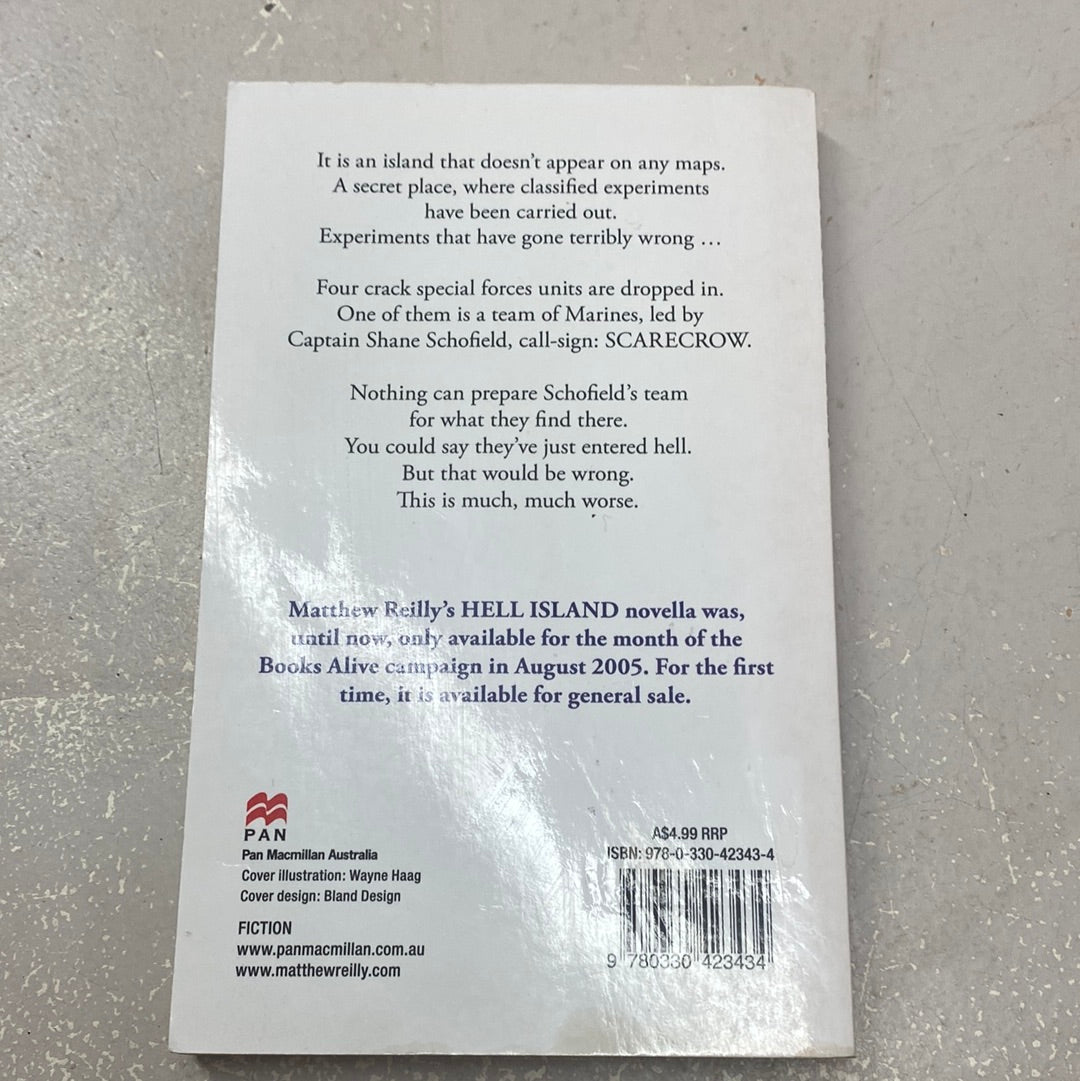 It is an island that doesn't appear on any maps.
A secret place, where classified experiments
have been carried out.
Experiments that have gone terribly wrong …
Four crack special forces units are dropped in.
One of them is a team of Marines, led by
Captain Shane Schofield, call-sign: SCARECROW.
Nothing can prepare Schofield's team
for what they find there.
You could say they've just entered hell.
But that would be wrong.
This is much, much worse.
Matthew Reilly's HELL ISLAND novella was,
until now, only available for the month of the
Books Alive campaign in August 2005. For the first
time, it is available for general sale.
PAN
Pan Macmillan Australia
Cover illustration: Wayne Haag
Cover design: Bland Design
FICTION
www.panmacmillan.com.au
www.matthewreilly.com
A$4.99 RRP
ISBN: 978-0-330-42343-4
9 780330 423434